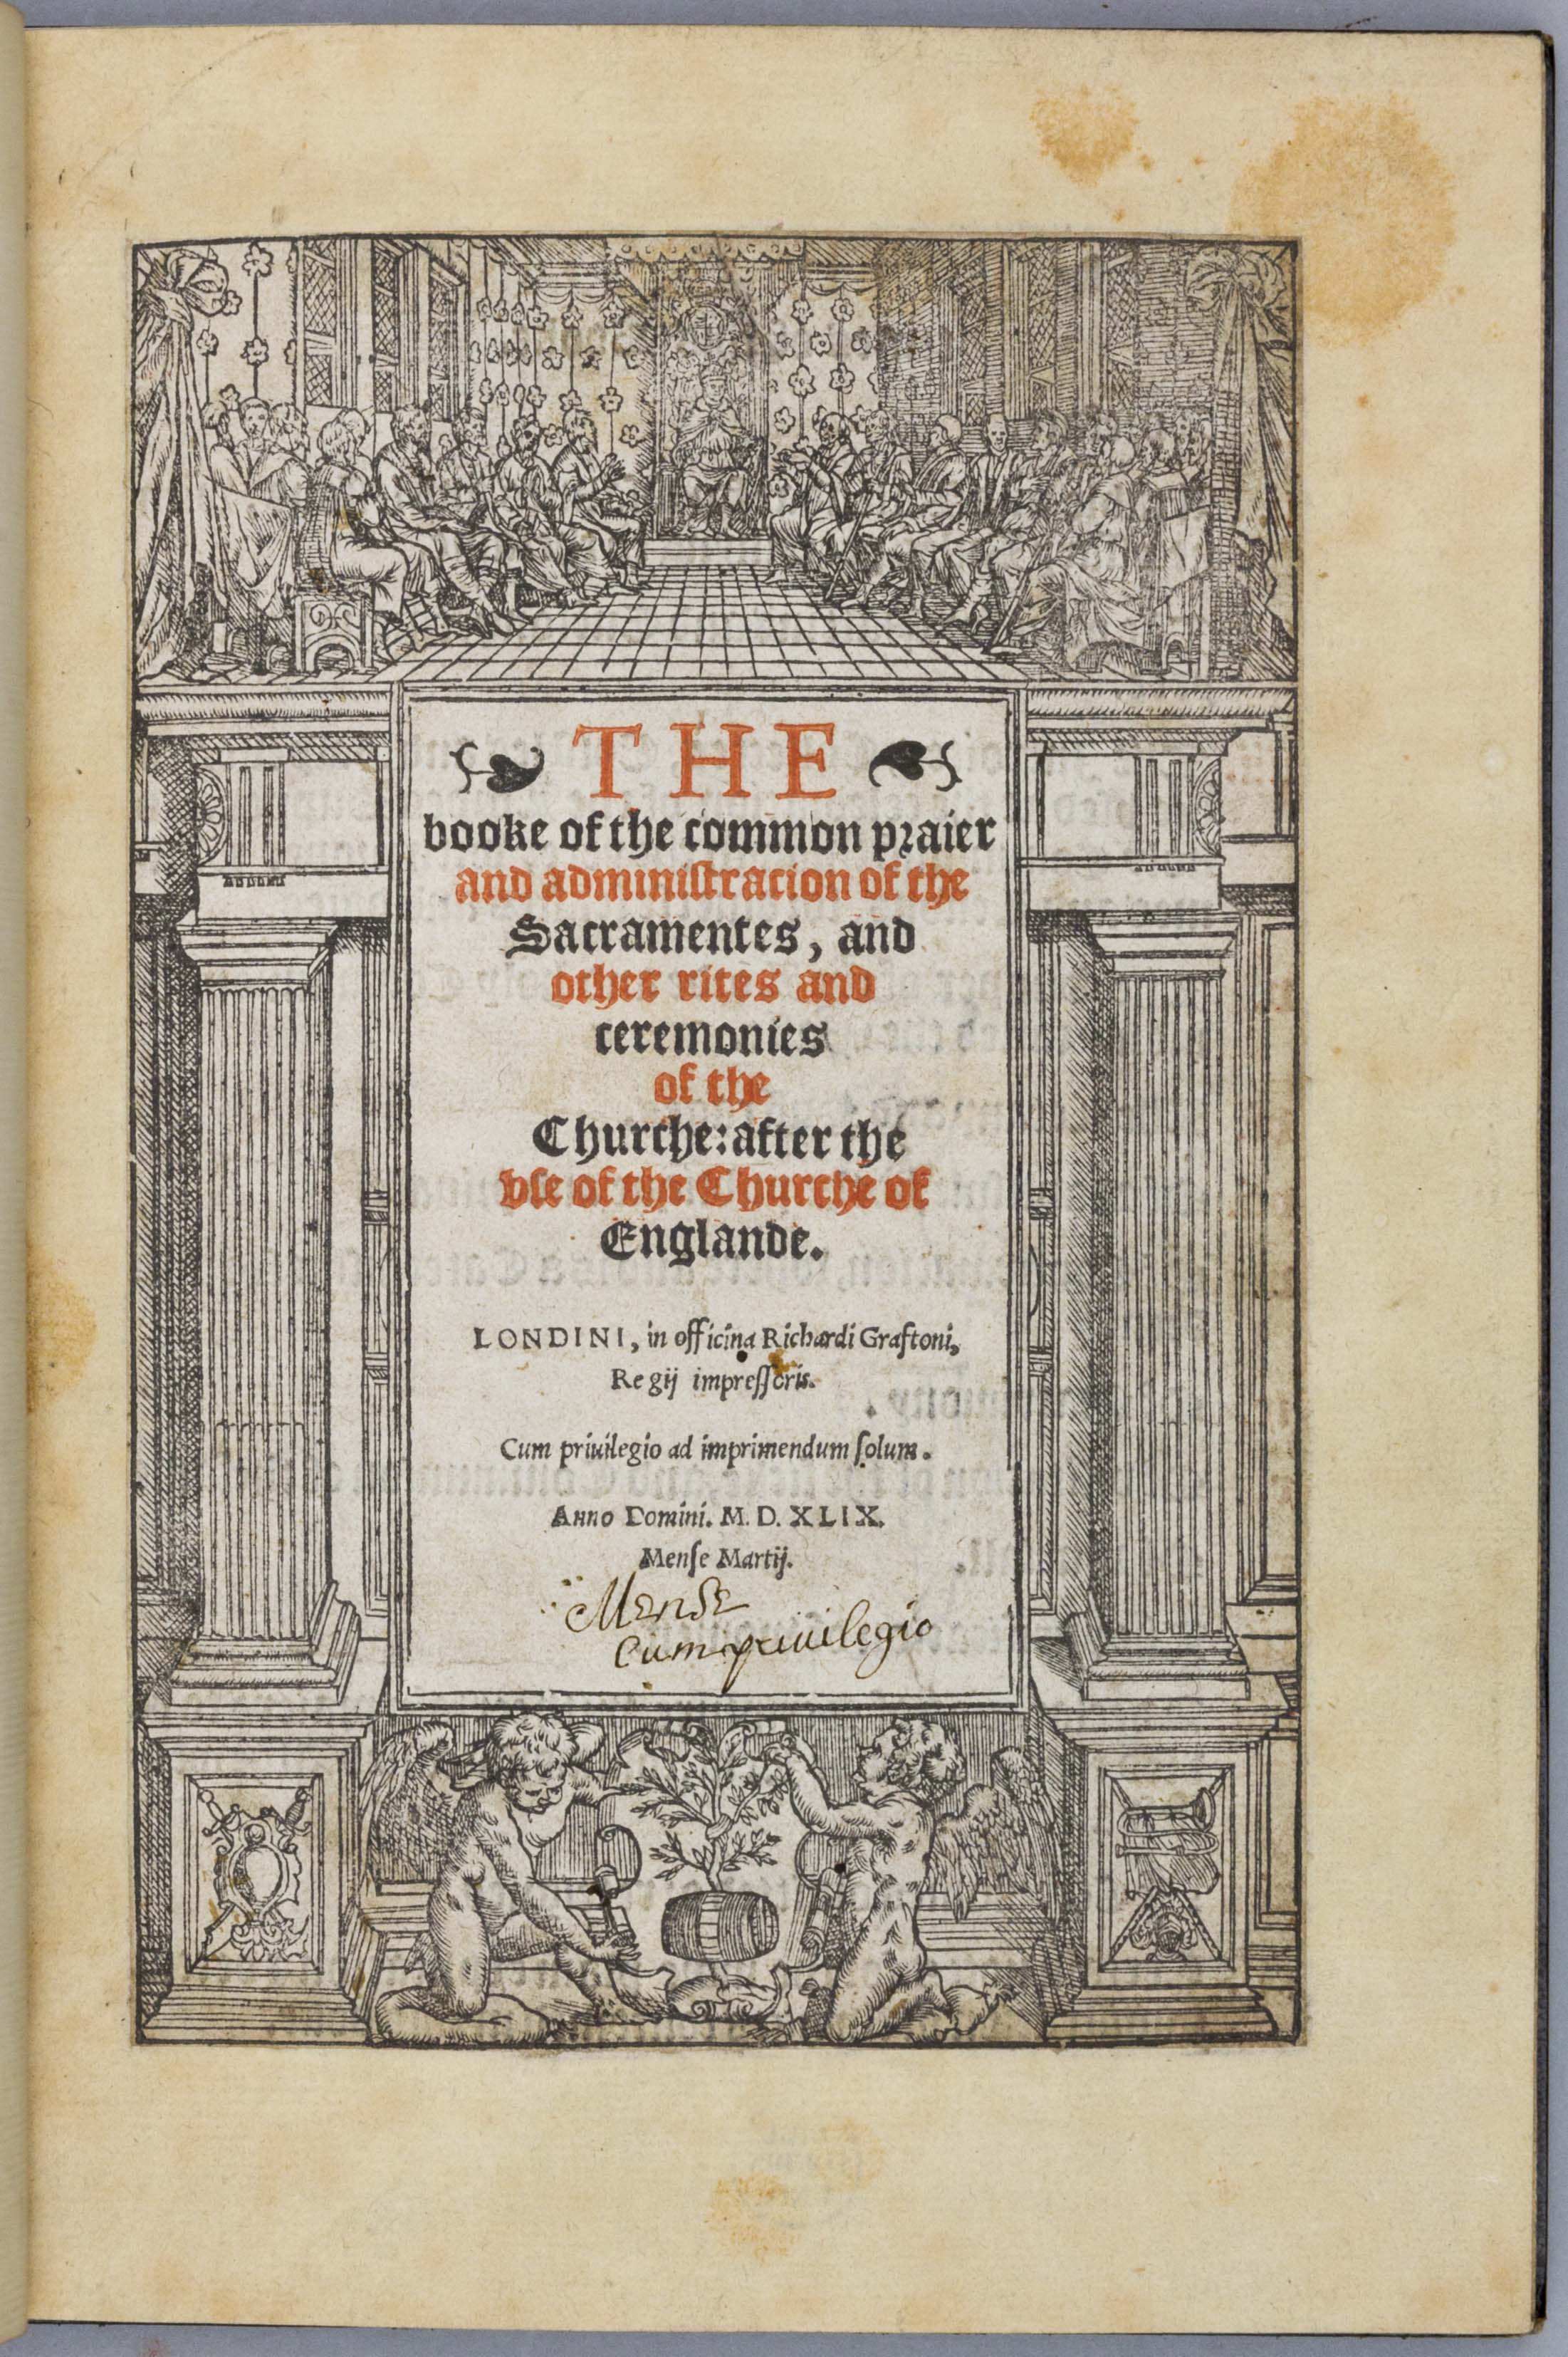 THE
booke of the common praier
and administracion of the
Sacramentes, and
other rites and
ceremonies
of the
Churche: after the
vse of the Churche of
Englande.
LONDINI, in officina Richardi Graftoni,
Regij impressoris.
Cum priuilegio ad imprimendum solum.
Anno Domini. M. D. XLIX.
Mense Martij.
Mense
Cum priuilegio